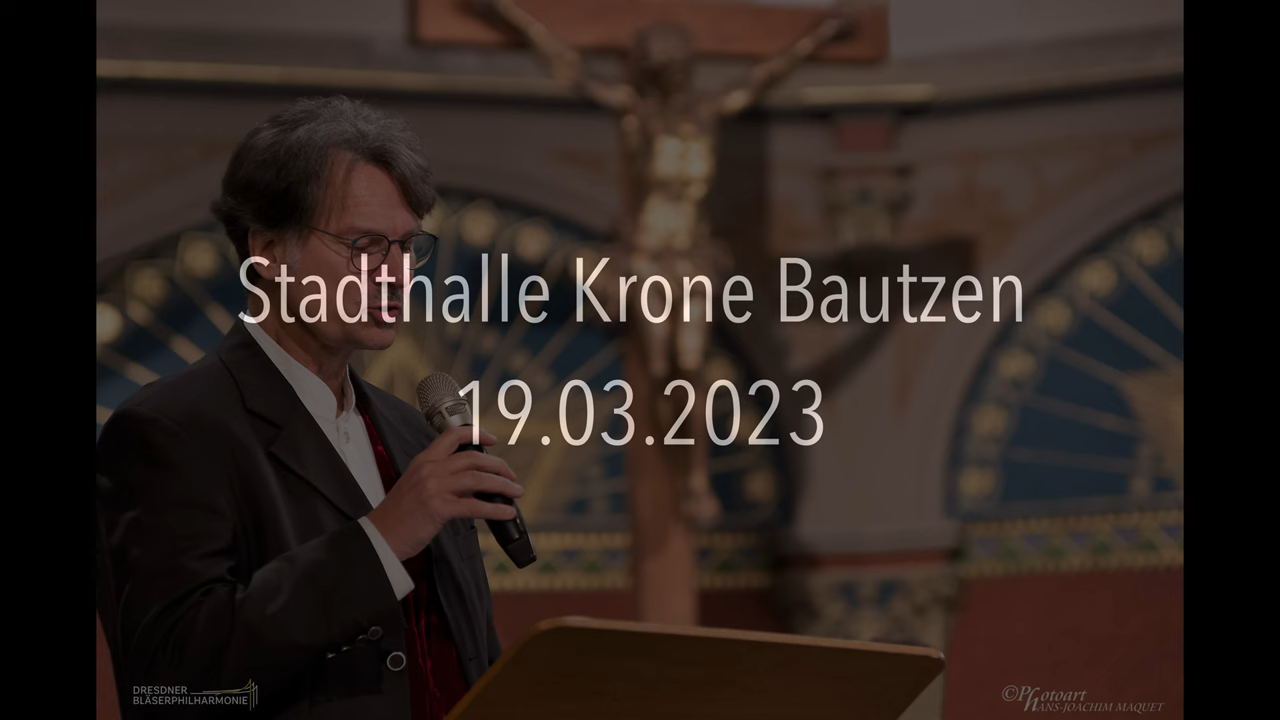 Stadthalle Krone Bautzen
19.03.2023
DRESDNER
BLÄSERPHILHARMONIE
©Photoart
HANS-JOACHIM MAQUET